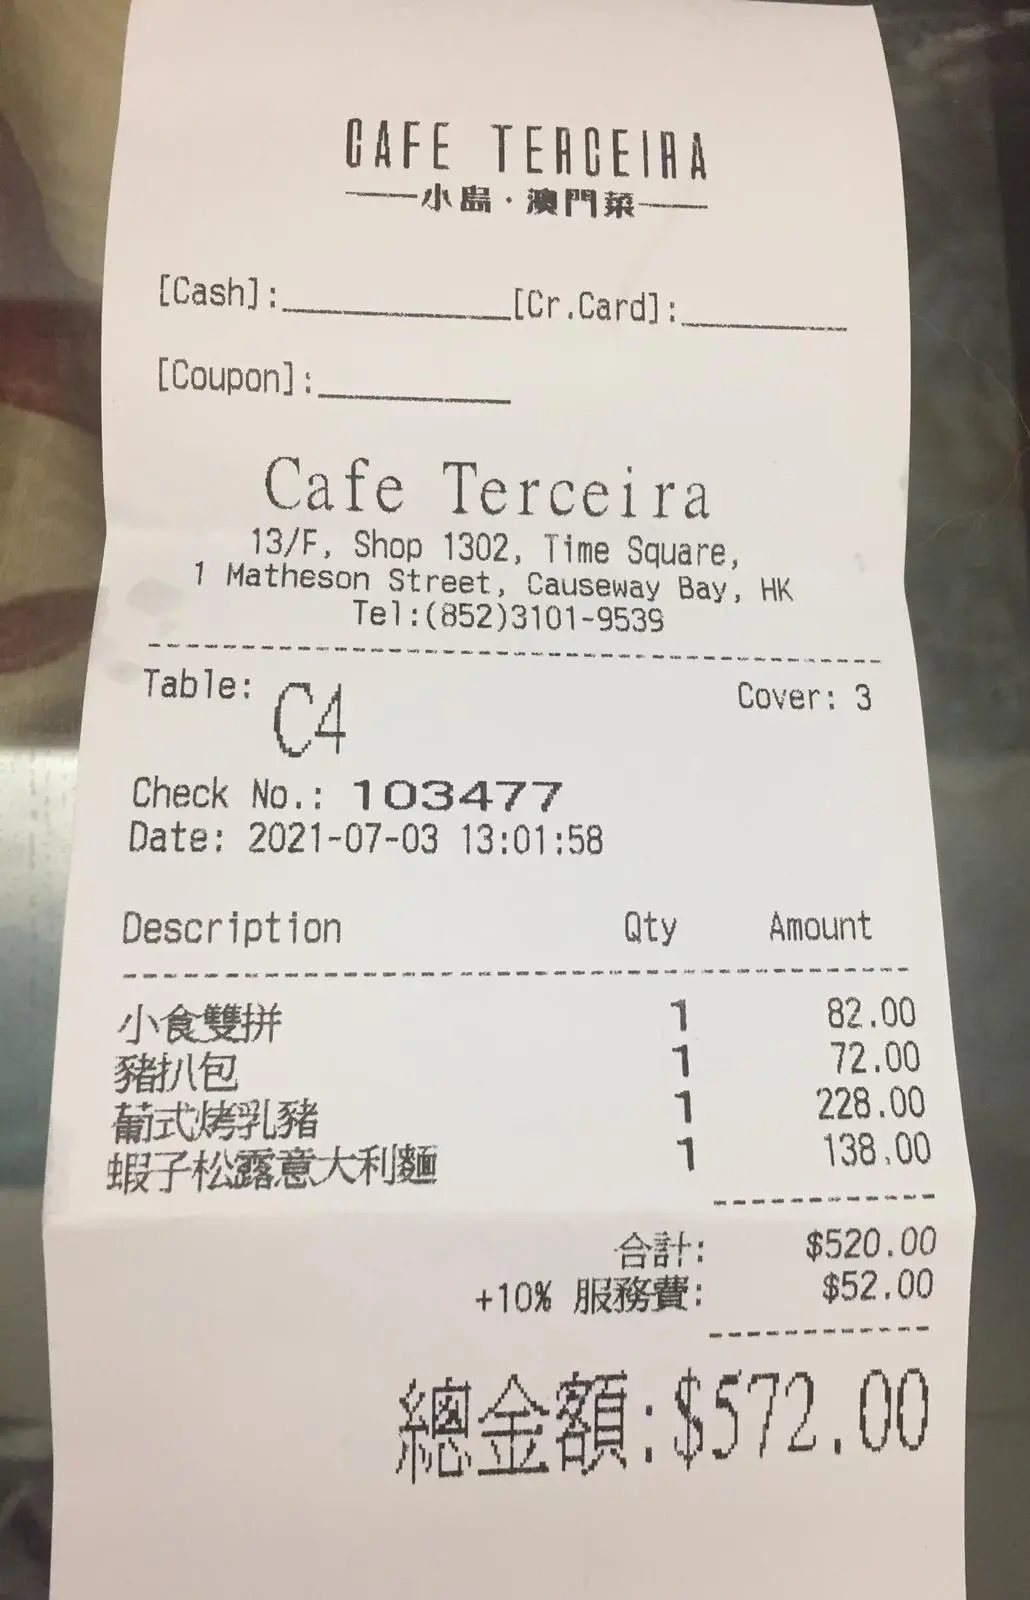 CAFE TERCEIRA
小島·澳門菜
[Cash]:__________[Cr.Card]:_______
[Coupon]:________
Cafe Terceira
13/F, Shop 1302, Time Square,
1 Matheson Street, Causeway Bay, HK
Tel:(852)3101-9539
Table: C4 Cover: 3
Check No.: 103477
Date: 2021-07-03 13:01:58
Description Qty Amount
小食雙拼 1 82.00
豬扒包 1 72.00
葡式烤乳豬 1 228.00
蝦子松露意大利麵 1 138.00
合計: $520.00
+10% 服務費: $52.00
總金額:$572.00